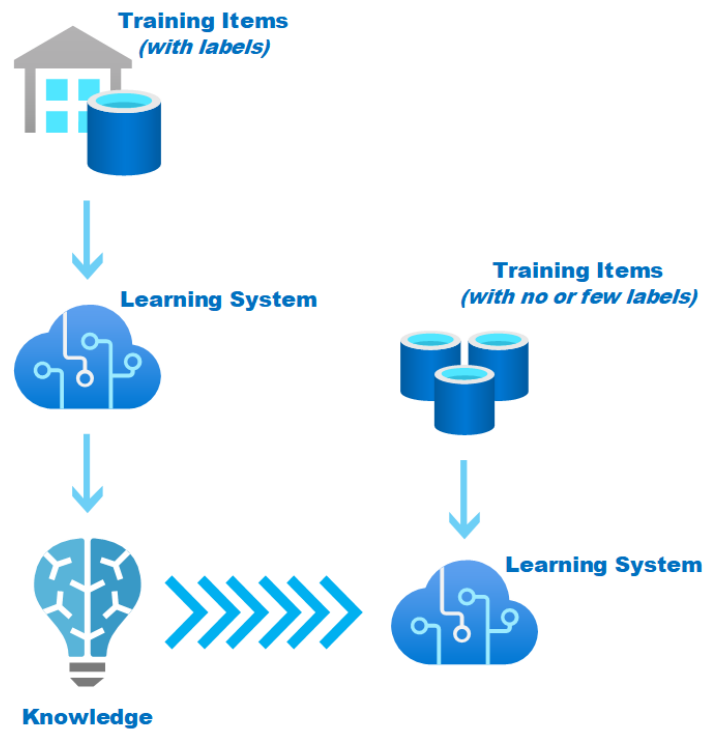 Training Items
(with labels)
Learning System
Training Items
(with no or few labels)
Learning System
Knowledge